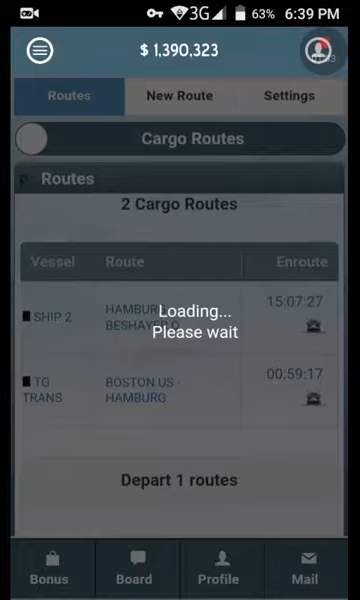 3G 63% 6:39 PM
$ 1,390,323
Routes New Route Settings
Cargo Routes
Routes
2 Cargo Routes
Vessel Route Enroute
SHIP 2 HAMBURG - 15:07:27
Loading...
Please wait
TG BOSTON US - 00:59:17
TRANS HAMBURG
Depart 1 routes
Bonus Board Profile Mail